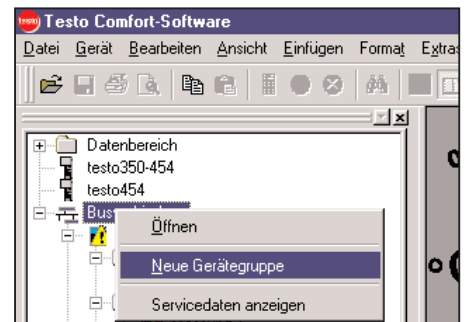 Testo Comfort-Software
Datei Gerät Bearbeiten Ansicht Einfügen Format Extras
Datenbereich
testo350-454
testo454
Öffnen
Neue Gerätegruppe
Servicedaten anzeigen